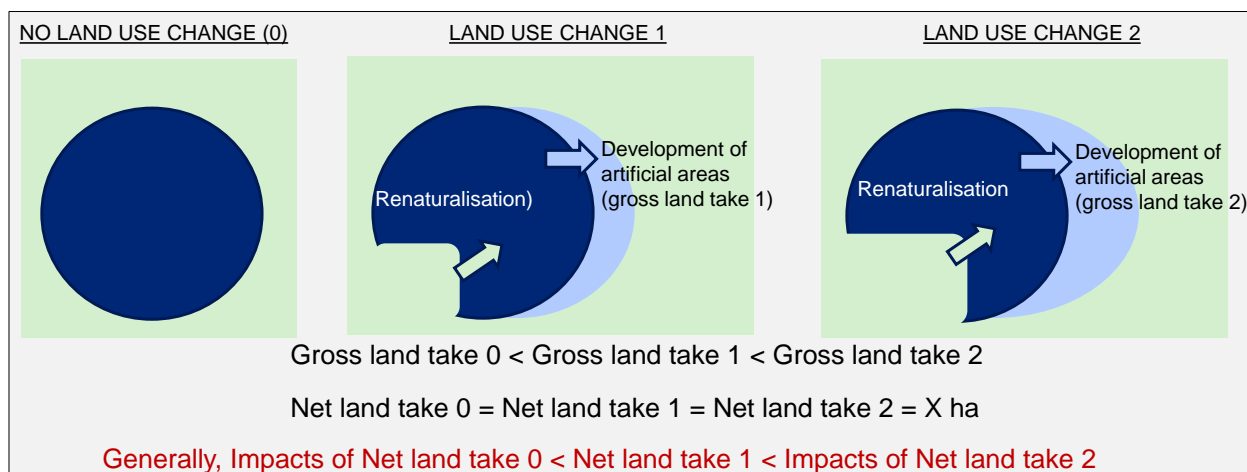 NO LAND USE CHANGE (0)
LAND USE CHANGE 1
LAND USE CHANGE 2
Renaturalisation)
Development of
artificial areas
(gross land take 1)
Renaturalisation
Development of
artificial areas
(gross land take 2)
Gross land take 0 < Gross land take 1 < Gross land take 2
Net land take 0 = Net land take 1 = Net land take 2 = X ha
Generally, Impacts of Net land take 0 < Net land take 1 < Impacts of Net land take 2